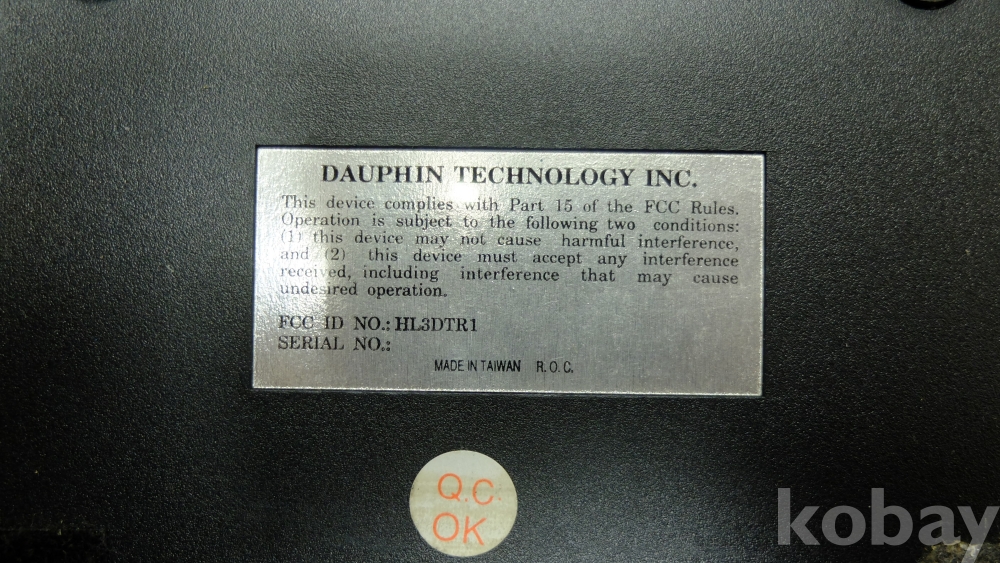 DAUPHIN TECHNOLOGY INC.
This device complies with Part 15 of the FCC Rules.
Operation is subject to the following two conditions:
(1) this device may not cause harmful interference,
and (2) this device must accept any interference
received, including interference that may cause
undesired operation.
FCC ID NO.: HL3DTR1
SERIAL NO.:
MADE IN TAIWAN R.O.C.
Q.C.
OK
kobay